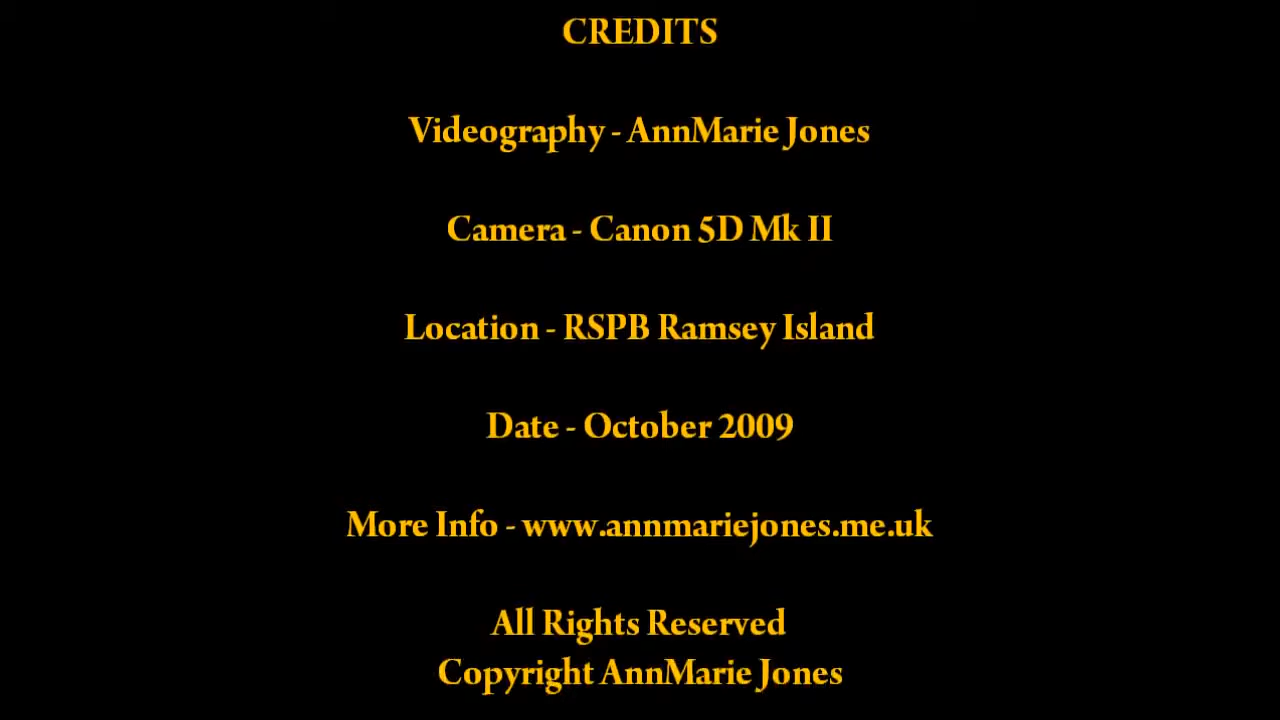 CREDITS
Videography - AnnMarie Jones
Camera - Canon 5D Mk II
Location - RSPB Ramsey Island
Date - October 2009
More Info - www.annmariejones.me.uk
All Rights Reserved
Copyright AnnMarie Jones